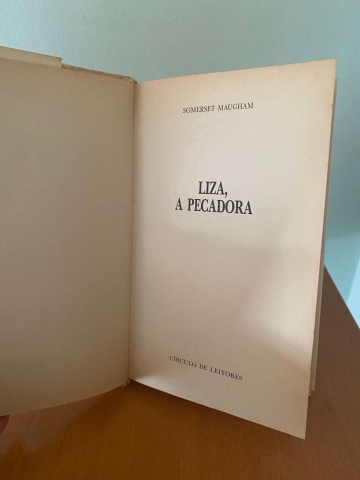 SOMERSET MAUGHAM
LIZA,
A PECADORA
CÍRCULO DE LEITORES